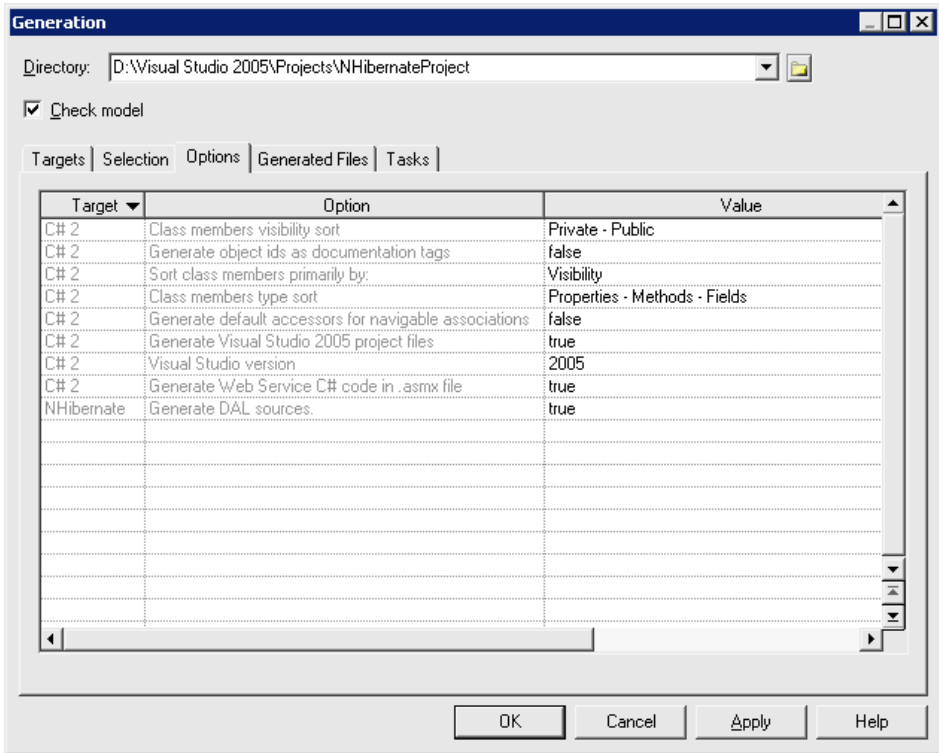 Generation
Directory: D:\Visual Studio 2005\Projects\NHibernateProject
Check model
Targets Selection Options Generated Files Tasks
Target Option Value
C# 2 Class members visibility sort Private - Public
C# 2 Generate object ids as documentation tags false
C# 2 Sort class members primarily by: Visibility
C# 2 Class members type sort Properties - Methods - Fields
C# 2 Generate default accessors for navigable associations false
C# 2 Generate Visual Studio 2005 project files true
C# 2 Visual Studio version 2005
C# 2 Generate Web Service C# code in .asmx file true
NHibernate Generate DAL sources. true
OK Cancel Apply Help